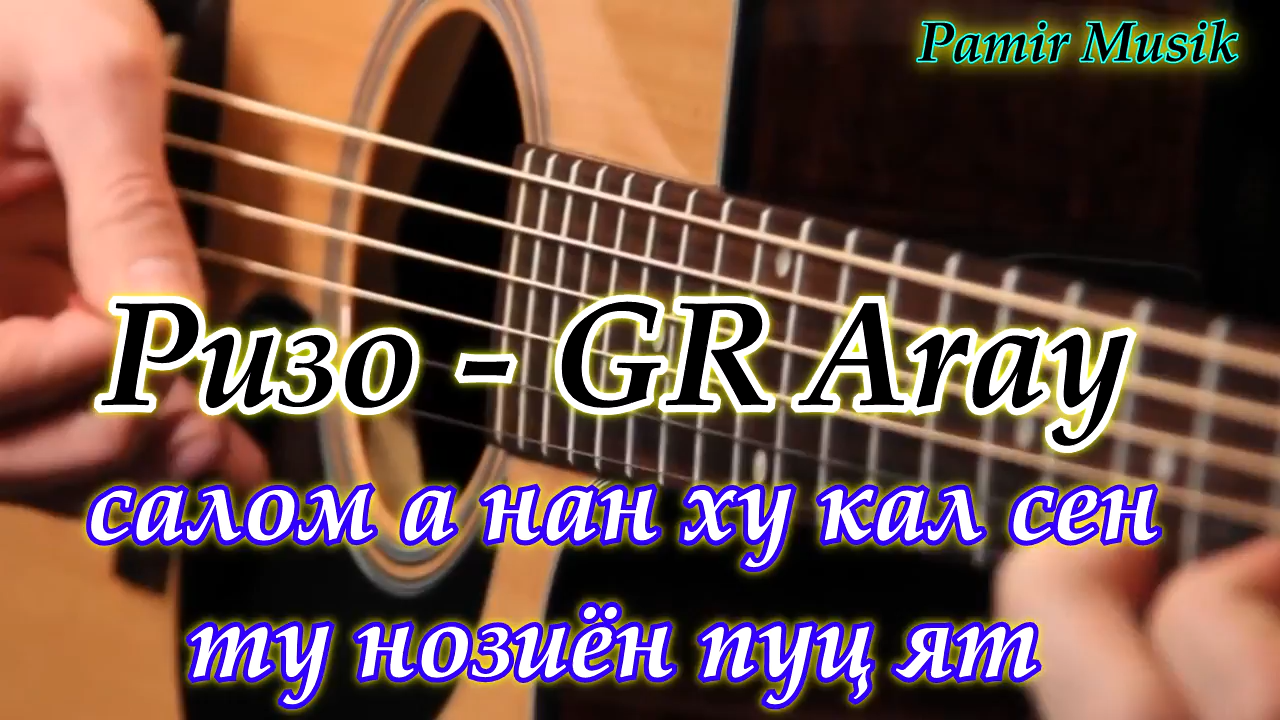 Pamir Musik
Ризо - GR Aray
салом а нан ху кал сен
ту нозиён пуц ят